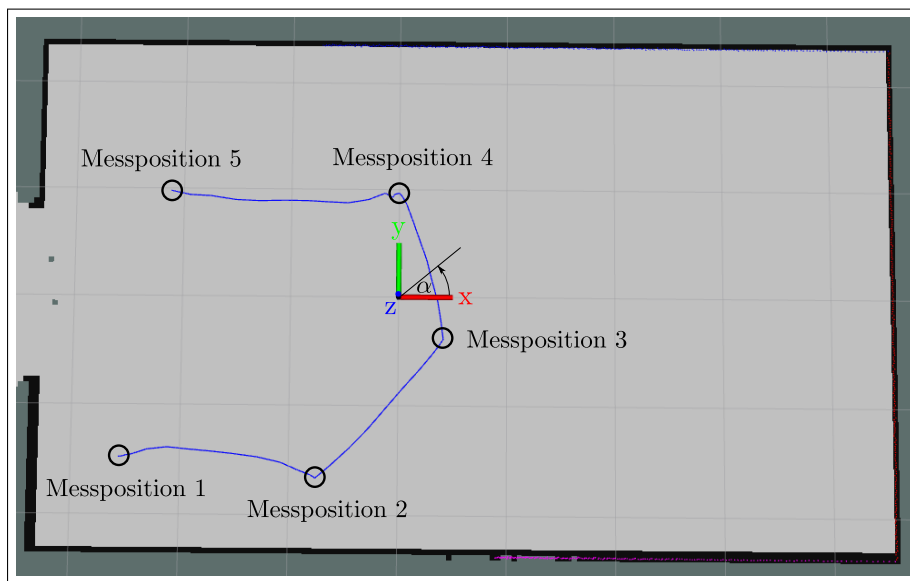 Messposition 5
Messposition 4
y
α
x
z
Messposition 3
Messposition 1
Messposition 2